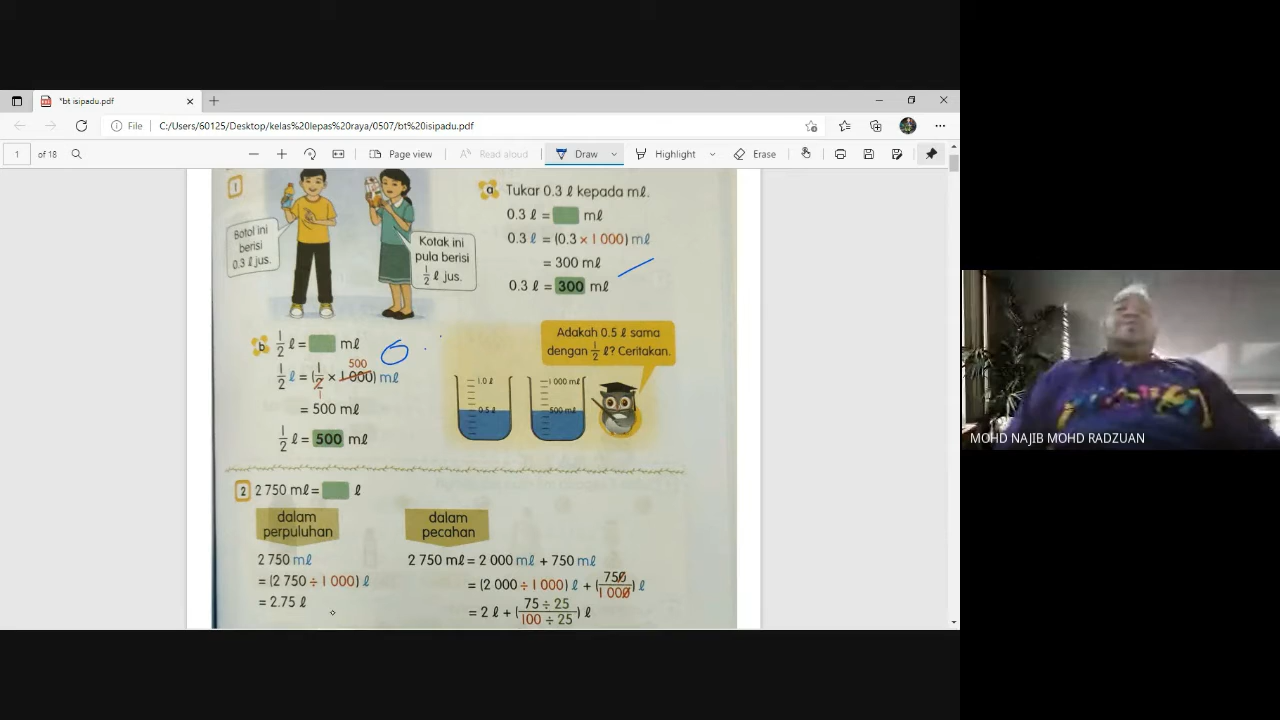 *bt isipadu.pdf
File
C:/Users/60125/Desktop/kelas%20lepas%20raya/0507/bt%20isipadu.pdf
1
of 18
Page view
Read aloud
Draw
Highlight
Erase
1
Botol ini
berisi
0.3 ℓ jus.
Kotak ini
pula berisi
1/2 ℓ jus.
a Tukar 0.3 ℓ kepada mℓ.
0.3 ℓ = mℓ
0.3 ℓ = (0.3 × 1 000) mℓ
= 300 mℓ
0.3 ℓ = 300 mℓ
b 1/2 ℓ = mℓ
500
1/2 ℓ = (1/2 × 1 000) mℓ
1
= 500 mℓ
1/2 ℓ = 500 mℓ
Adakah 0.5 ℓ sama
dengan 1/2 ℓ? Ceritakan.
1.0 ℓ
0.5 ℓ
1 000 mℓ
500 mℓ
2 2 750 mℓ = ℓ
dalam
perpuluhan
2 750 mℓ
= (2 750 ÷ 1 000) ℓ
= 2.75 ℓ
dalam
pecahan
2 750 mℓ = 2 000 mℓ + 750 mℓ
= (2 000 ÷ 1 000) ℓ + (750/1 000) ℓ
= 2 ℓ + (75 ÷ 25/100 ÷ 25) ℓ
MOHD NAJIB MOHD RADZUAN